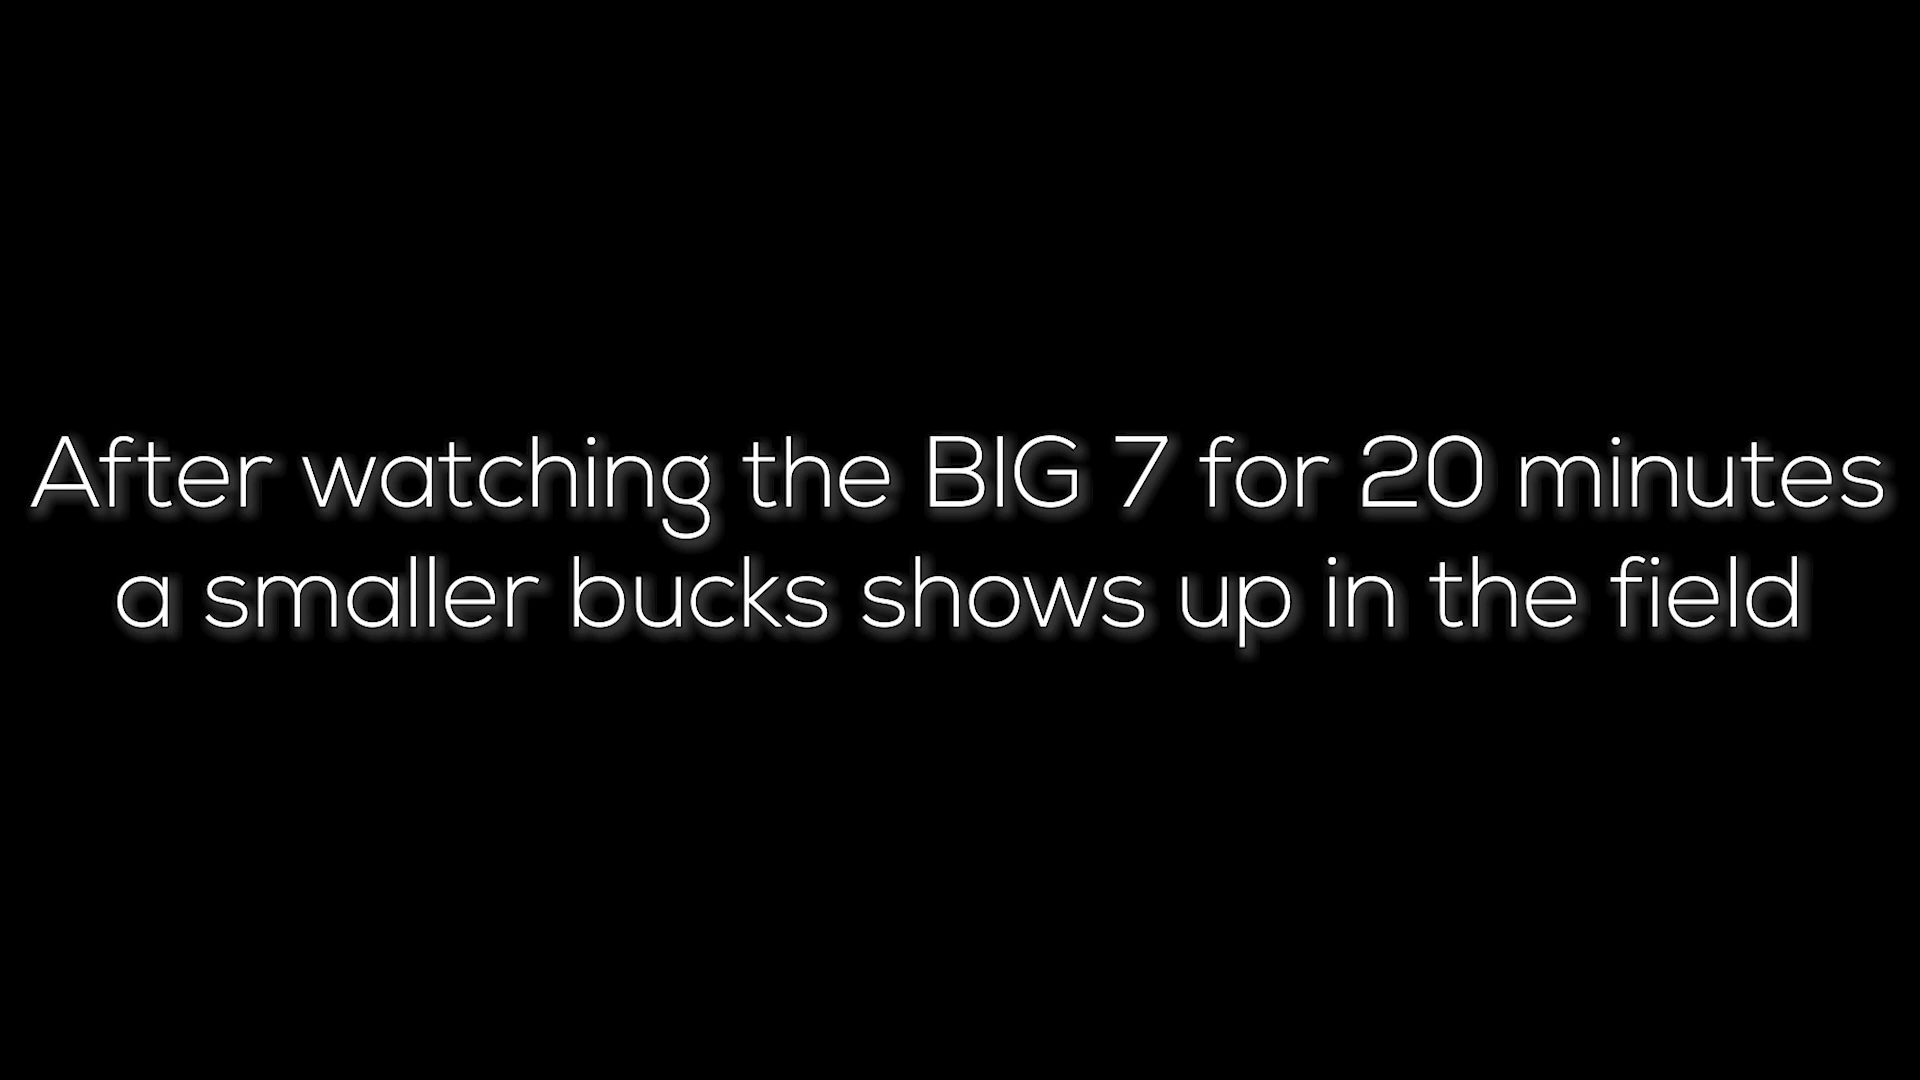 After watching the BIG 7 for 20 minutes
a smaller bucks shows up in the field